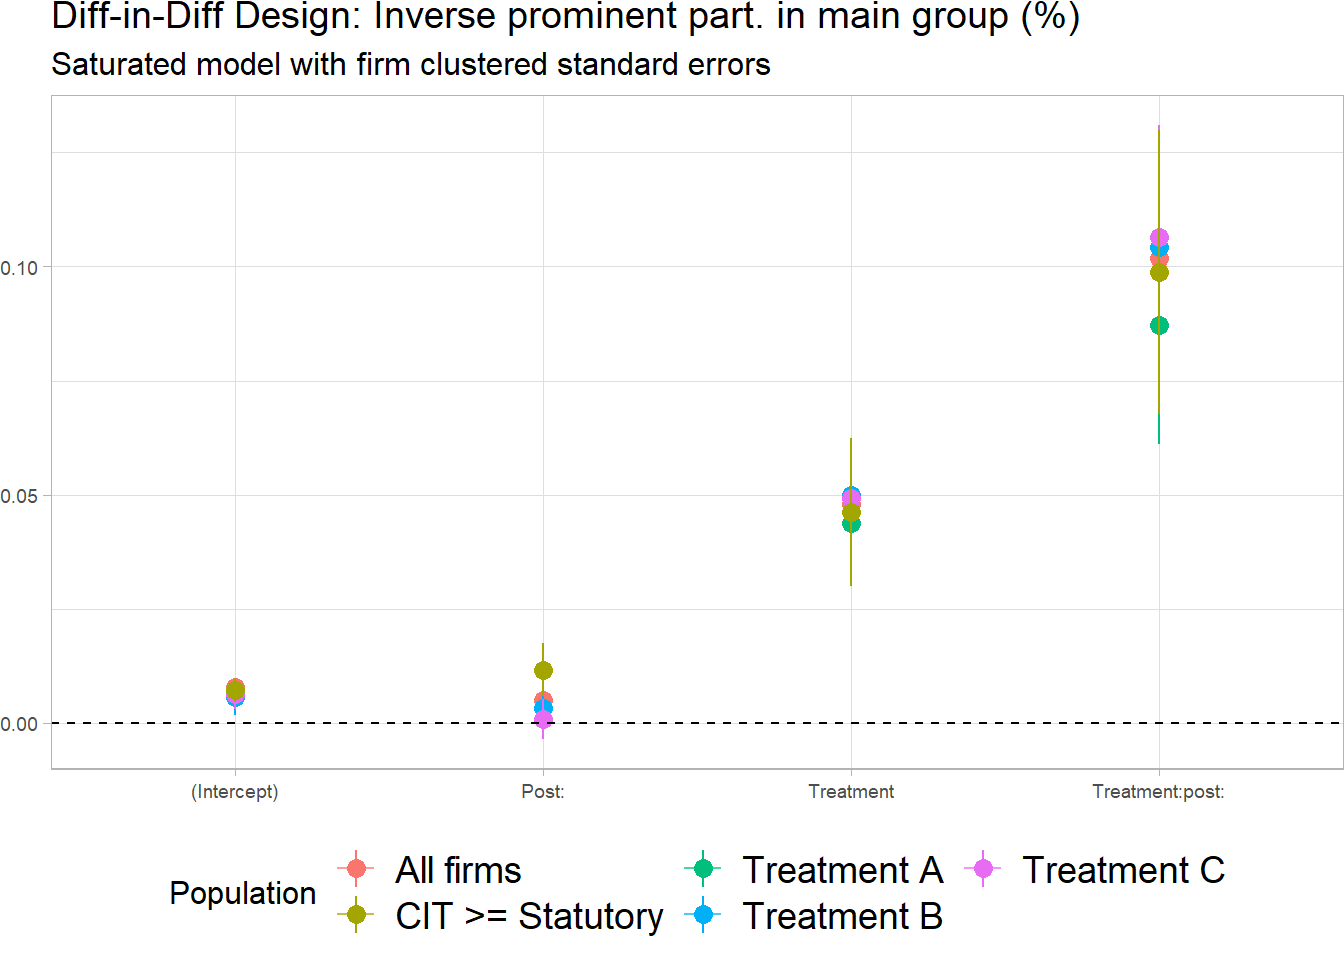 Diff-in-Diff Design: Inverse prominent part. in main group (%)
Saturated model with firm clustered standard errors
0.10
0.05
0.00
(Intercept) Post: Treatment Treatment:post:
Population
All firms Treatment A Treatment C
CIT >= Statutory Treatment B